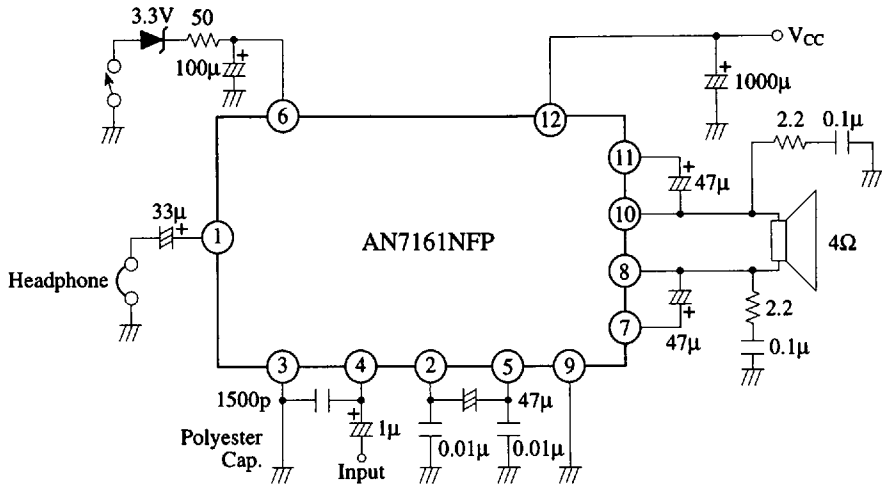 3.3V
50
100μ
VCC
1000μ
6
12
2.2
0.1μ
11
47μ
33μ
1
10
AN7161NFP
4Ω
Headphone
8
2.2
7
47μ
0.1μ
3
4
2
5
9
1500p
47μ
1μ
Polyester
Cap.
0.01μ
0.01μ
Input